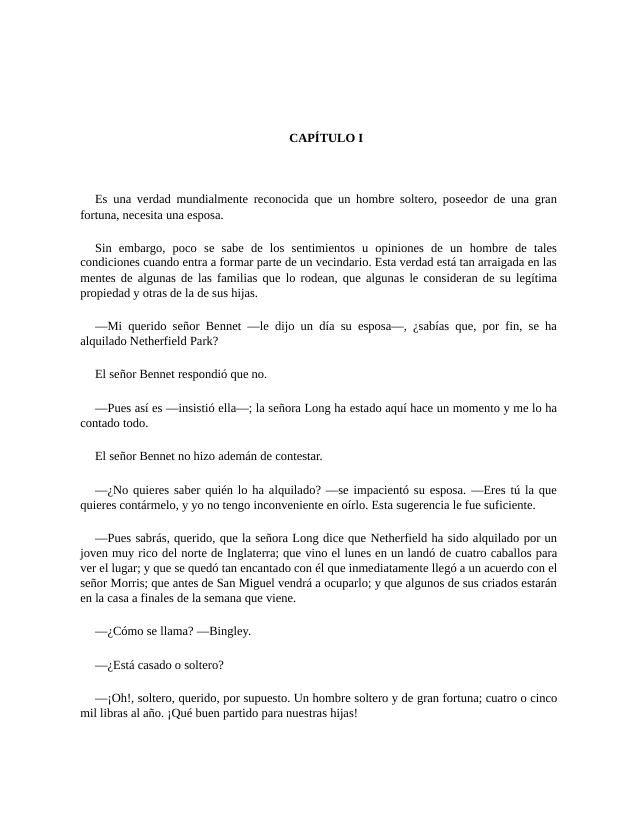 CAPÍTULO I
Es una verdad mundialmente reconocida que un hombre soltero, poseedor de una gran
fortuna, necesita una esposa.
Sin embargo, poco se sabe de los sentimientos u opiniones de un hombre de tales
condiciones cuando entra a formar parte de un vecindario. Esta verdad está tan arraigada en las
mentes de algunas de las familias que lo rodean, que algunas le consideran de su legítima
propiedad y otras de la de sus hijas.
—Mi querido señor Bennet —le dijo un día su esposa—, ¿sabías que, por fin, se ha
alquilado Netherfield Park?
El señor Bennet respondió que no.
—Pues así es —insistió ella—; la señora Long ha estado aquí hace un momento y me lo ha
contado todo.
El señor Bennet no hizo ademán de contestar.
—¿No quieres saber quién lo ha alquilado? —se impacientó su esposa. —Eres tú la que
quieres contármelo, y yo no tengo inconveniente en oírlo. Esta sugerencia le fue suficiente.
—Pues sabrás, querido, que la señora Long dice que Netherfield ha sido alquilado por un
joven muy rico del norte de Inglaterra; que vino el lunes en un landó de cuatro caballos para
ver el lugar; y que se quedó tan encantado con él que inmediatamente llegó a un acuerdo con el
señor Morris; que antes de San Miguel vendrá a ocuparlo; y que algunos de sus criados estarán
en la casa a finales de la semana que viene.
—¿Cómo se llama? —Bingley.
—¿Está casado o soltero?
—¡Oh!, soltero, querido, por supuesto. Un hombre soltero y de gran fortuna; cuatro o cinco
mil libras al año. ¡Qué buen partido para nuestras hijas!